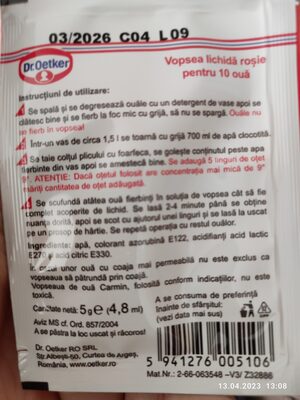 03/2026 C04 L09
Dr.Oetker
Vopsea lichidă roșie
pentru 10 ouă
Instrucțiuni de utilizare:
Se spală și se degresează ouăle cu un detergent de vase apoi se
clătesc bine și se fierb la foc mic cu grijă, să nu se spargă. Ouăle nu
se fierb în vopsea!
Într-un vas de circa 1,5 l se toarnă cu grijă 700 ml de apă clocotită.
Se taie colțul plicului cu foarfeca, se golește conținutul peste apa
fierbinte din vas apoi se amestecă bine. Se adaugă 5 linguri de oțet
9°. ATENȚIE: Dacă oțetul folosit are concentrația mai mică de 9°
măriți cantitatea de oțet adăugată.
Se scufundă atâtea ouă fierbinți în soluția de vopsea cât să fie
complet acoperite de lichid. Se lasă 2-4 minute până se obține
nuanța dorită, apoi se scot cu ajutorul unei linguri și se lasă la uscat
pe un prosop de hârtie. Se repetă operația cu restul ouălor.
Ingrediente: apă, colorant azorubină E122, acidifianți acid lactic
E270 și acid citric E330.
În cazul unor ouă cu coaja mai permeabilă nu este exclus ca
vopseaua să pătrundă prin coajă.
Vopseaua de ouă Carmin, folosită conform indicațiilor, nu este
toxică.
Cantitate netă: 5g (4,8 ml)
Aviz MS cf. Ord. 857/2004
A se păstra la loc uscat și răcoros!
A se consuma de preferință
înainte de sfârșitul:
(vezi data mai sus)
Dr. Oetker RO SRL
Str.Albești-50, Curtea de Argeș,
România, www.oetker.ro
5 941276 005106
Mat. Nr.: 2-66-063548 -V3/ Z32886
13.04.2023 13:08